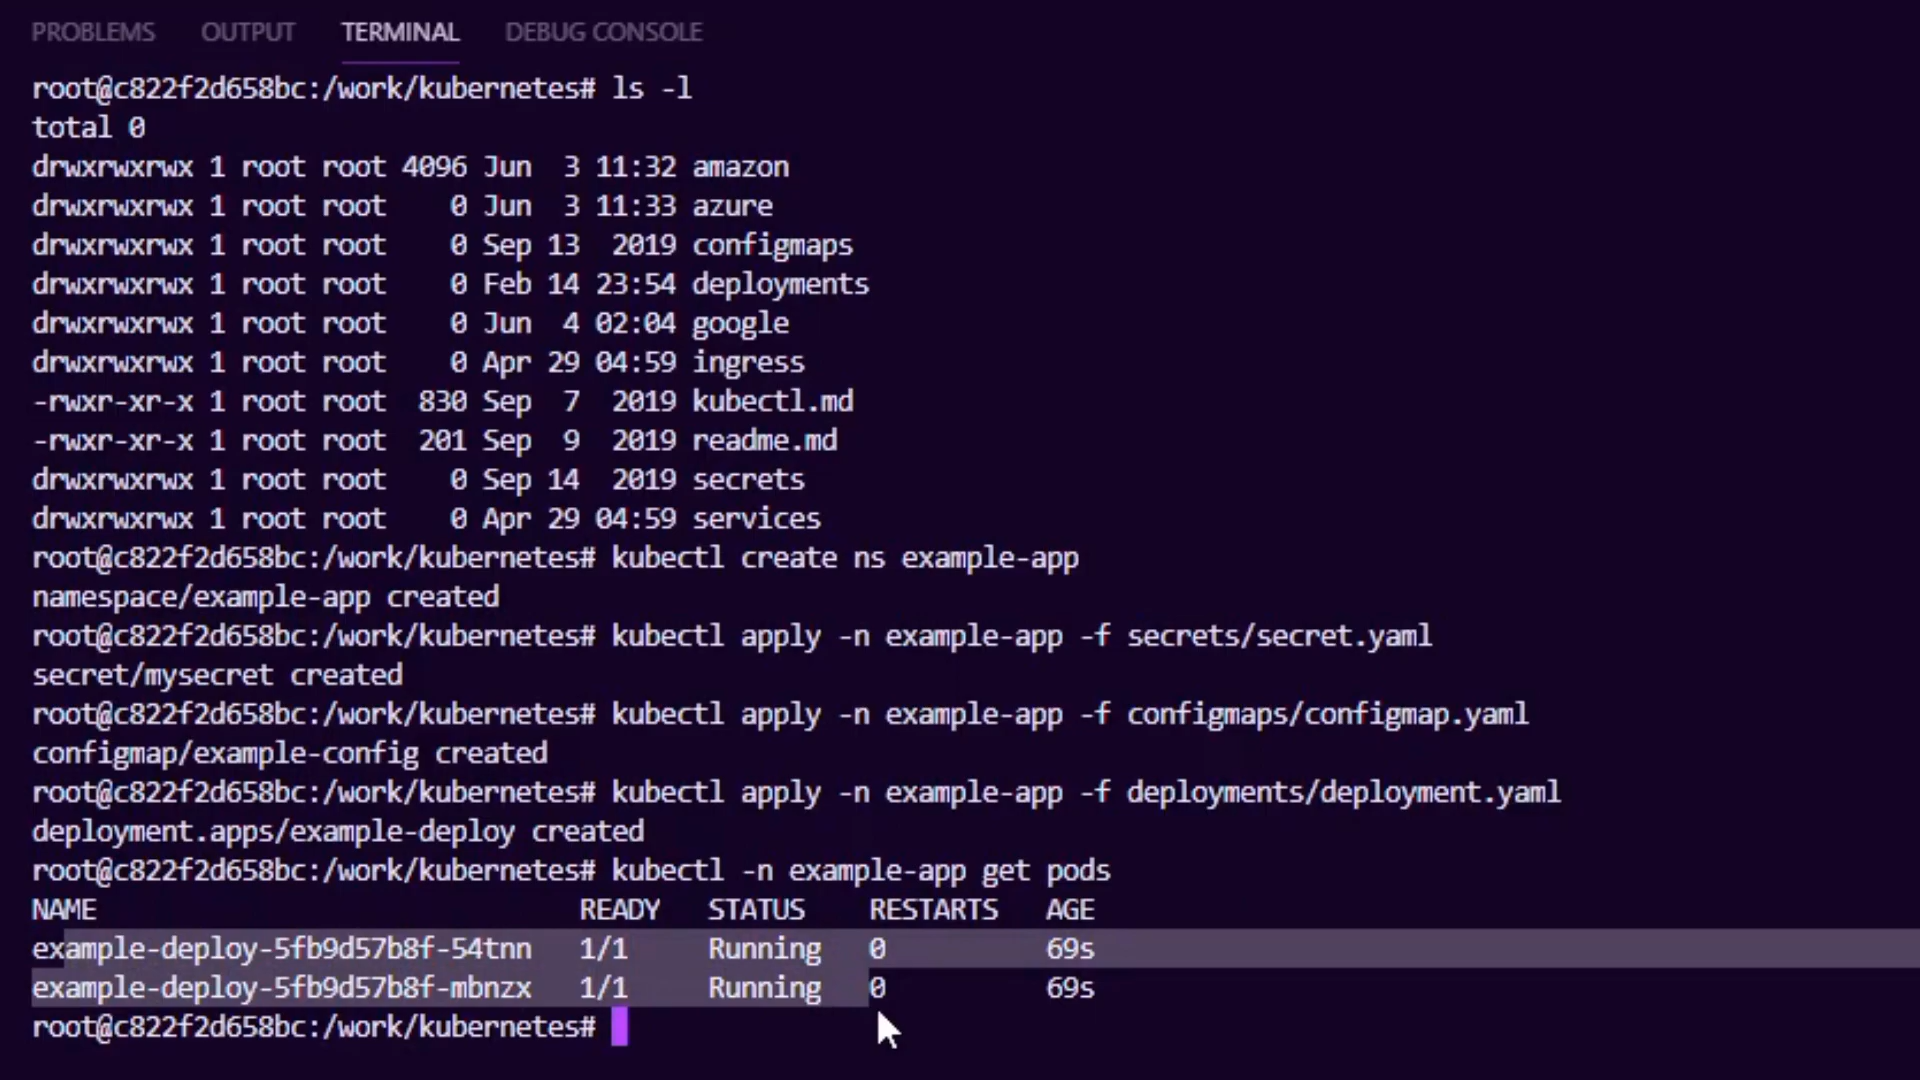 PROBLEMS OUTPUT TERMINAL DEBUG CONSOLE
root@c822f2d658bc:/work/kubernetes# ls -l
total 0
drwxrwxrwx 1 root root 4096 Jun  3 11:32 amazon
drwxrwxrwx 1 root root    0 Jun  3 11:33 azure
drwxrwxrwx 1 root root    0 Sep 13  2019 configmaps
drwxrwxrwx 1 root root    0 Feb 14 23:54 deployments
drwxrwxrwx 1 root root    0 Jun  4 02:04 google
drwxrwxrwx 1 root root    0 Apr 29 04:59 ingress
-rwxr-xr-x 1 root root  830 Sep  7  2019 kubectl.md
-rwxr-xr-x 1 root root  201 Sep  9  2019 readme.md
drwxrwxrwx 1 root root    0 Sep 14  2019 secrets
drwxrwxrwx 1 root root    0 Apr 29 04:59 services
root@c822f2d658bc:/work/kubernetes# kubectl create ns example-app
namespace/example-app created
root@c822f2d658bc:/work/kubernetes# kubectl apply -n example-app -f secrets/secret.yaml
secret/mysecret created
root@c822f2d658bc:/work/kubernetes# kubectl apply -n example-app -f configmaps/configmap.yaml
configmap/example-config created
root@c822f2d658bc:/work/kubernetes# kubectl apply -n example-app -f deployments/deployment.yaml
deployment.apps/example-deploy created
root@c822f2d658bc:/work/kubernetes# kubectl -n example-app get pods
NAME                              READY   STATUS    RESTARTS   AGE
example-deploy-5fb9d57b8f-54tnn   1/1     Running   0          69s
example-deploy-5fb9d57b8f-mbnzx   1/1     Running   0          69s
root@c822f2d658bc:/work/kubernetes#